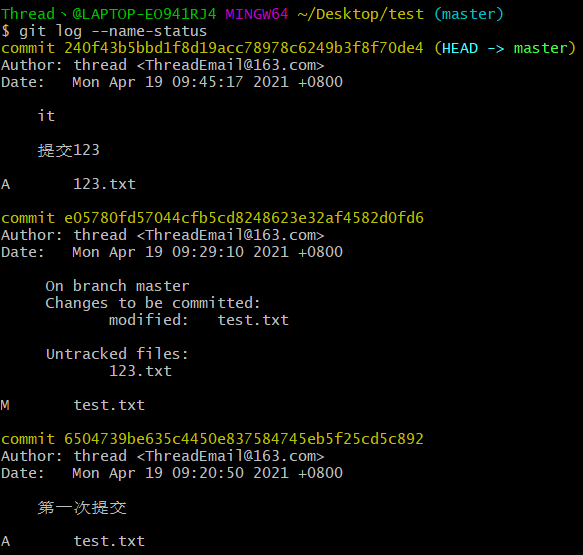 Thread丶@LAPTOP-EO941RJ4 MINGW64 ~/Desktop/test (master)
$ git log --name-status
commit 240f43b5bbd1f8d19acc78978c6249b3f8f70de4 (HEAD -> master)
Author: thread <ThreadEmail@163.com>
Date:   Mon Apr 19 09:45:17 2021 +0800
    it
    提交123
A       123.txt
commit e05780fd57044cfb5cd8248623e32af4582d0fd6
Author: thread <ThreadEmail@163.com>
Date:   Mon Apr 19 09:29:10 2021 +0800
     On branch master
     Changes to be committed:
            modified:   test.txt
     Untracked files:
            123.txt
M       test.txt
commit 6504739be635c4450e837584745eb5f25cd5c892
Author: thread <ThreadEmail@163.com>
Date:   Mon Apr 19 09:20:50 2021 +0800
    第一次提交
A       test.txt